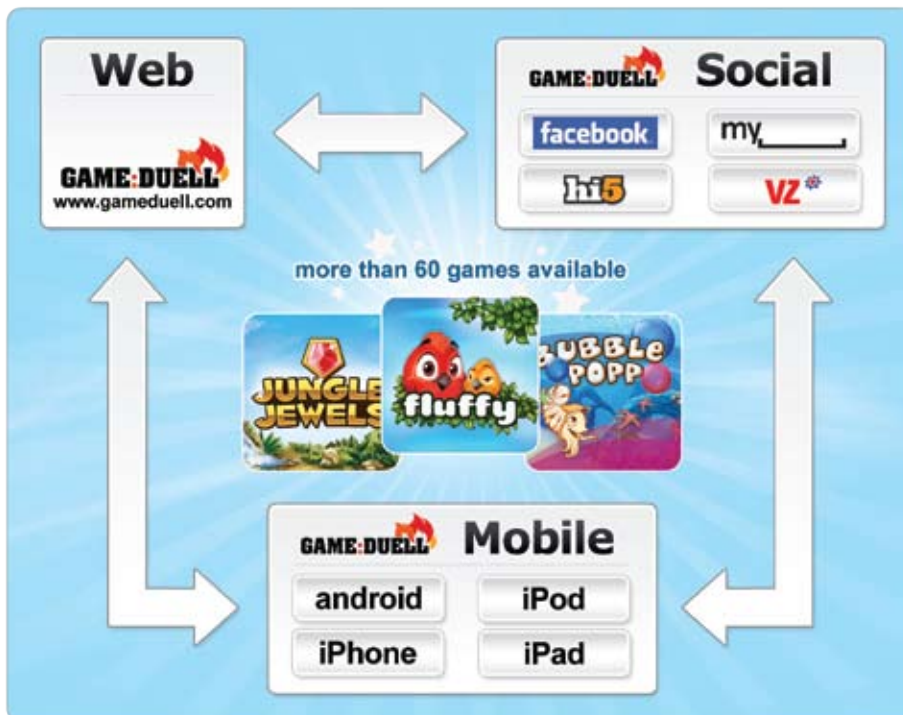 Web
GAME:DUELL
www.gameduell.com
GAME:DUELL Social
facebook
my
hi5
VZ
more than 60 games available
JUNGLE
JEWELS
fluffy
BUBBLE
POPP
GAME:DUELL Mobile
android
iPod
iPhone
iPad